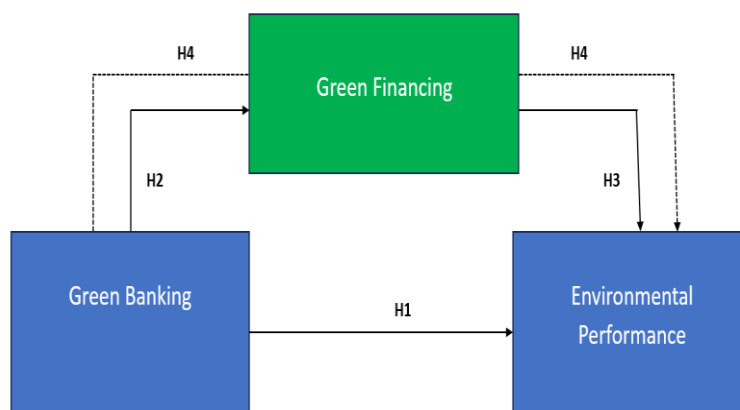 H4
H4
Green Financing
H2
H3
Green Banking
Environmental
Performance
H1